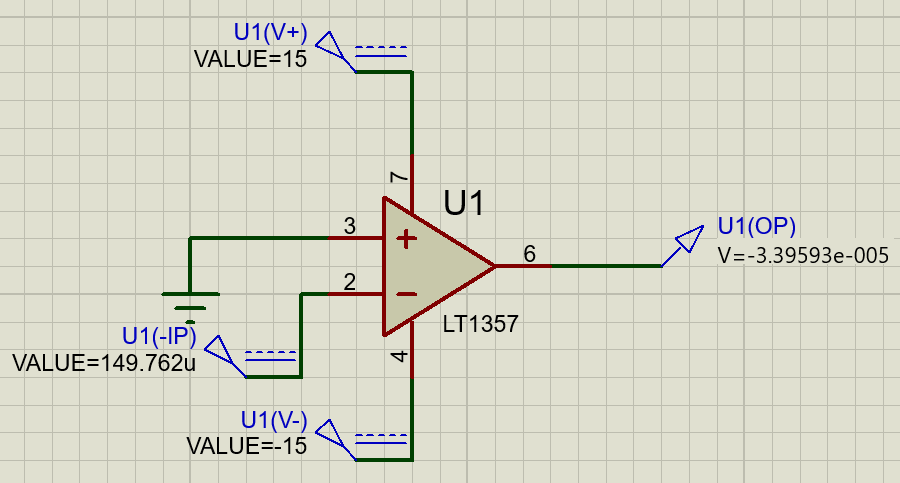 U1(V+)
VALUE=15
7
U1
3
+
2
−
6
U1(OP)
V=-3.39593e-005
LT1357
U1(-IP)
VALUE=149.762u
4
U1(V-)
VALUE=-15